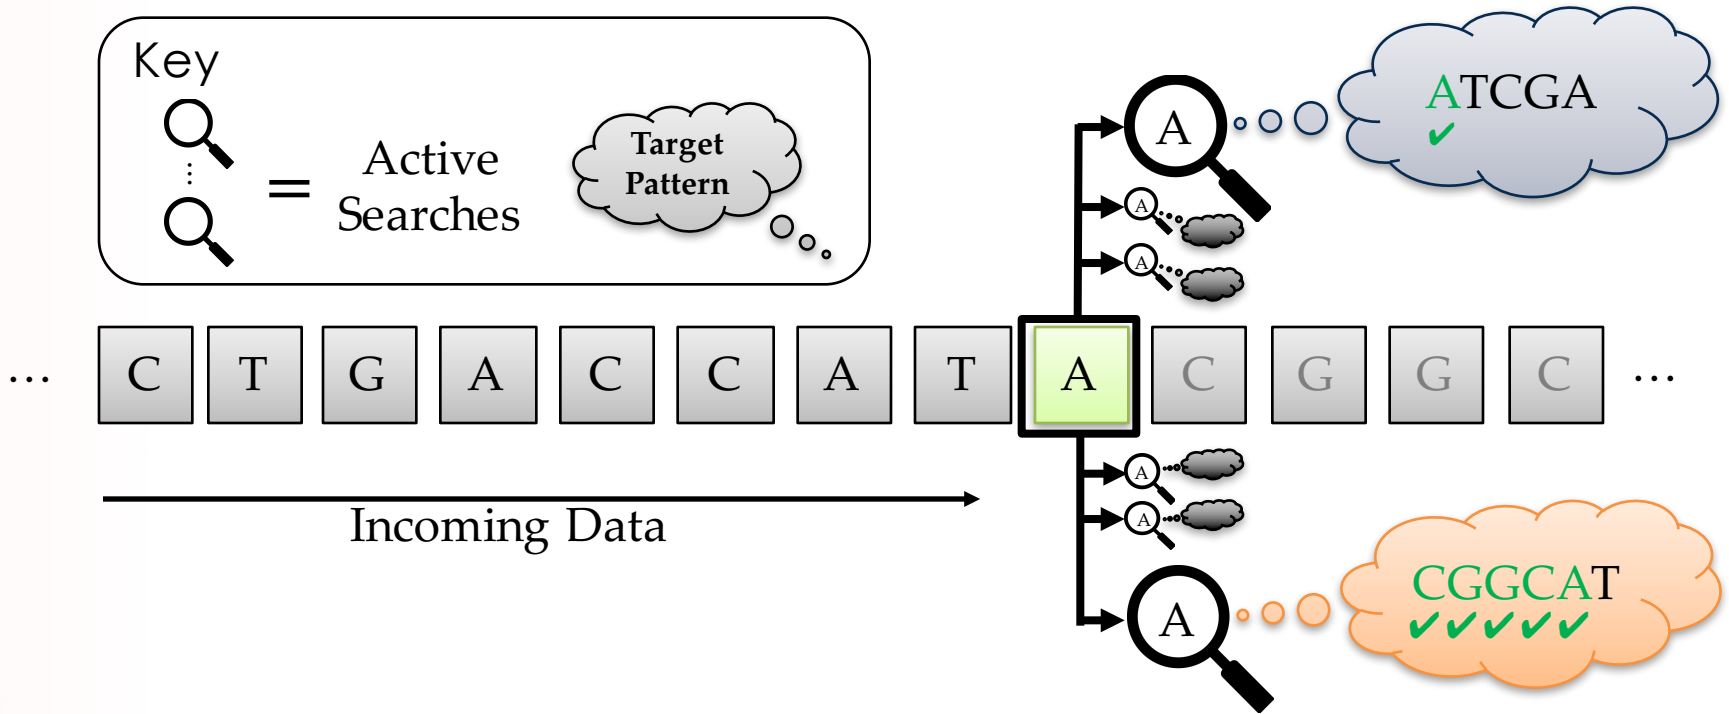 Key
Active
Searches
=
Target
Pattern
A
ATCGA
✔
A
A
… C T G A C C A T A C G G C …
A
A
Incoming Data
A
CGGCAT
✔✔✔✔✔